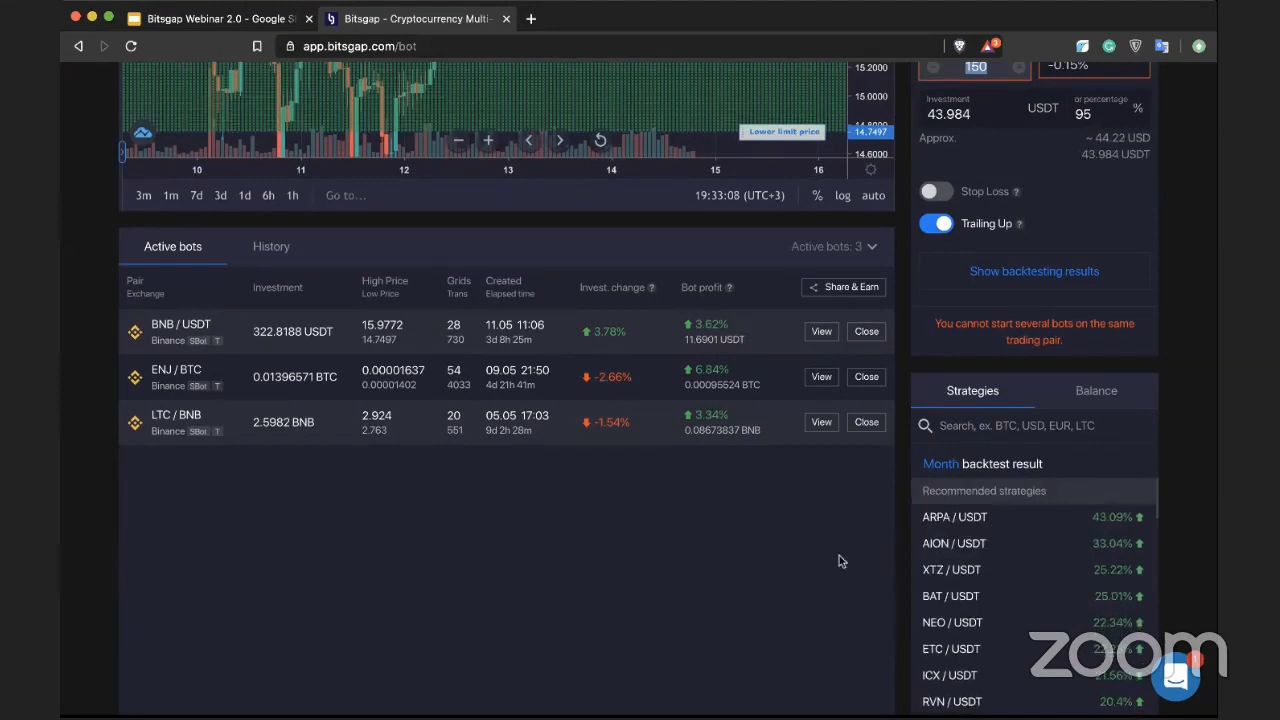 Bitsgap Webinar 2.0 - Google S
Bitsgap - Cryptocurrency Multi-
app.bitsgap.com/bot
3
15.2000
15.0000
14.7497
14.6000
Lower limit price
10 11 12 13 14 15 16
3m 1m 7d 3d 1d 6h 1h Go to... 19:33:08 (UTC+3) % log auto
150 -0.15%
Investment or percentage
43.984 USDT 95 %
Approx. ~ 44.22 USD
43.984 USDT
Stop Loss ?
Trailing Up ?
Show backtesting results
You cannot start several bots on the same
trading pair.
Active bots History Active bots: 3
Pair High Price Grids Created
Exchange Investment Low Price Trans Elapsed time Invest. change ? Bot profit ? Share & Earn
BNB / USDT 15.9772 28 11.05 11:06 3.62%
Binance SBot T 322.8188 USDT 14.7497 730 3d 8h 25m 3.78% 11.6901 USDT View Close
ENJ / BTC 0.00001637 54 09.05 21:50 6.84%
Binance SBot T 0.01396571 BTC 0.00001402 4033 4d 21h 41m -2.66% 0.00095524 BTC View Close
LTC / BNB 2.924 20 05.05 17:03 3.34%
Binance SBot T 2.5982 BNB 2.763 551 9d 2h 28m -1.54% 0.08673837 BNB View Close
Strategies Balance
Search, ex. BTC, USD, EUR, LTC
Month backtest result
Recommended strategies
ARPA / USDT 43.09%
AION / USDT 33.04%
XTZ / USDT 25.22%
BAT / USDT 25.01%
NEO / USDT 22.34%
ETC / USDT
ICX / USDT 21.56%
RVN / USDT 20.4%
zoom
1